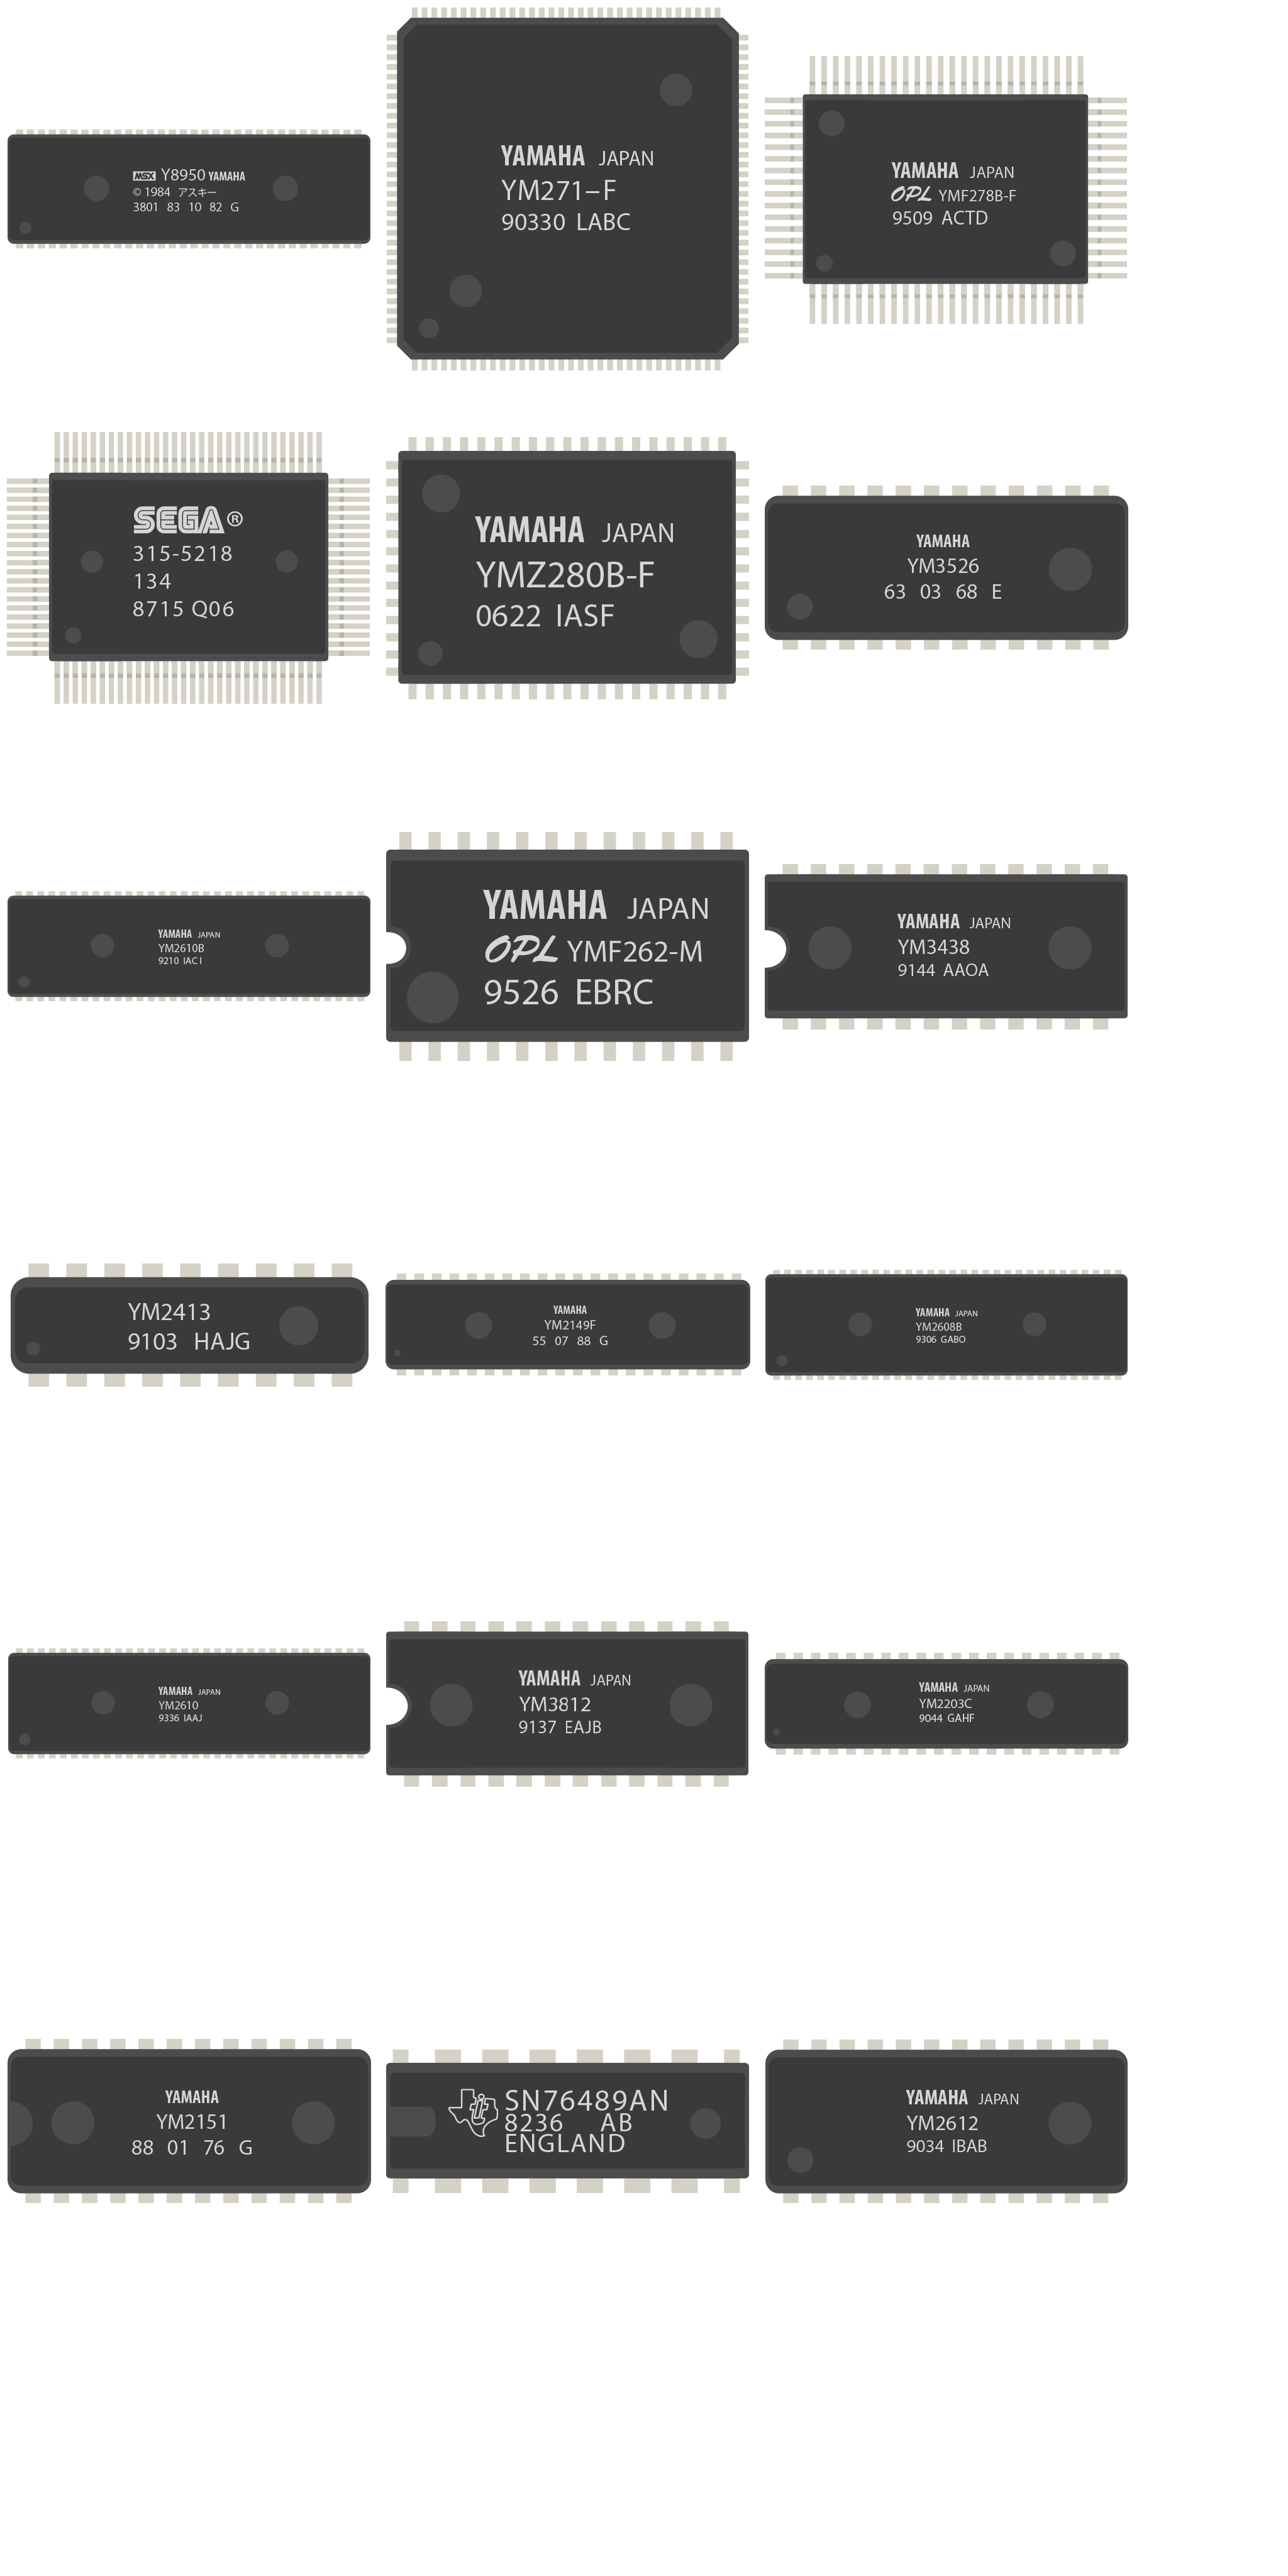 MSX Y8950 YAMAHA
© 1984 アスキー
3801 83 10 82 G
YAMAHA JAPAN
YM271-F
90330 LABC
YAMAHA JAPAN
OPL YMF278B-F
9509 ACTD
SEGA®
315-5218
134
8715 Q06
YAMAHA JAPAN
YMZ280B-F
0622 IASF
YAMAHA
YM3526
63 03 68 E
YAMAHA JAPAN
YM2610B
9210 IACI
YAMAHA JAPAN
OPL YMF262-M
9526 EBRC
YAMAHA JAPAN
YM3438
9144 AAOA
YM2413
9103 HAJG
YAMAHA
YM2149F
55 07 88 G
YAMAHA JAPAN
YM2608B
9306 GABO
YAMAHA JAPAN
YM2610
9336 IAAJ
YAMAHA JAPAN
YM3812
9137 EAJB
YAMAHA JAPAN
YM2203C
9044 GAHF
YAMAHA
YM2151
88 01 76 G
ti SN76489AN
8236 AB
ENGLAND
YAMAHA JAPAN
YM2612
9034 IBAB